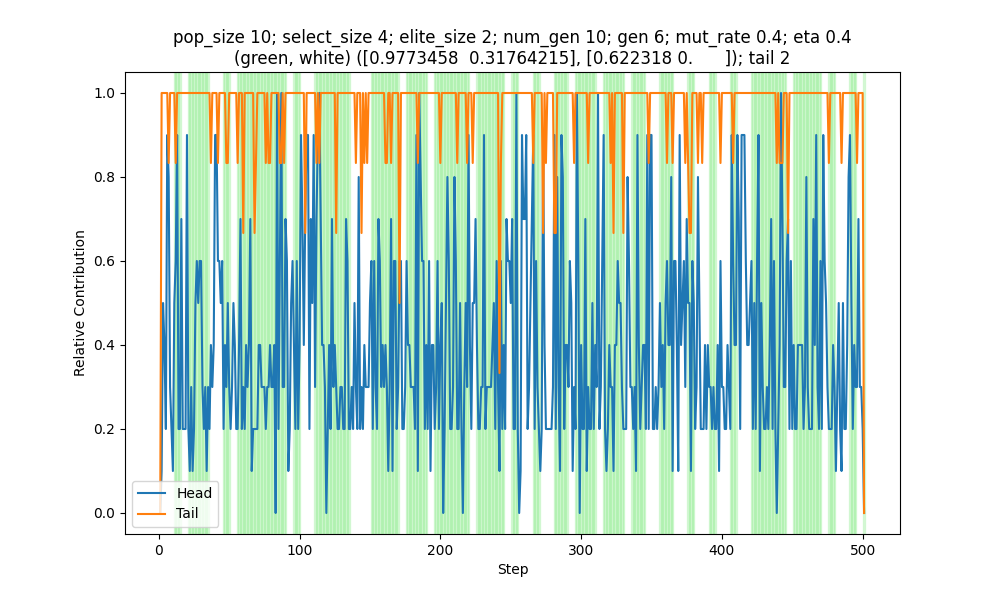 pop_size 10; select_size 4; elite_size 2; num_gen 10; gen 6; mut_rate 0.4; eta 0.4
(green, white) ([0.9773458  0.31764215], [0.622318 0.      ]); tail 2
1.0
0.8
0.6
0.4
0.2
0.0
Relative Contribution
Head
Tail
0
100
200
300
400
500
Step